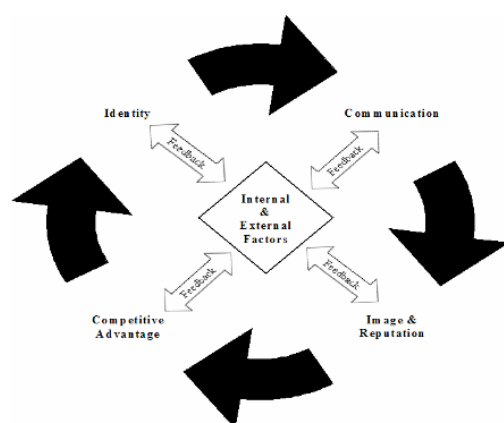 Identity
Communication
Feedback
Feedback
Internal
&
External
Factors
Feedback
Feedback
Competitive
Advantage
Image &
Reputation